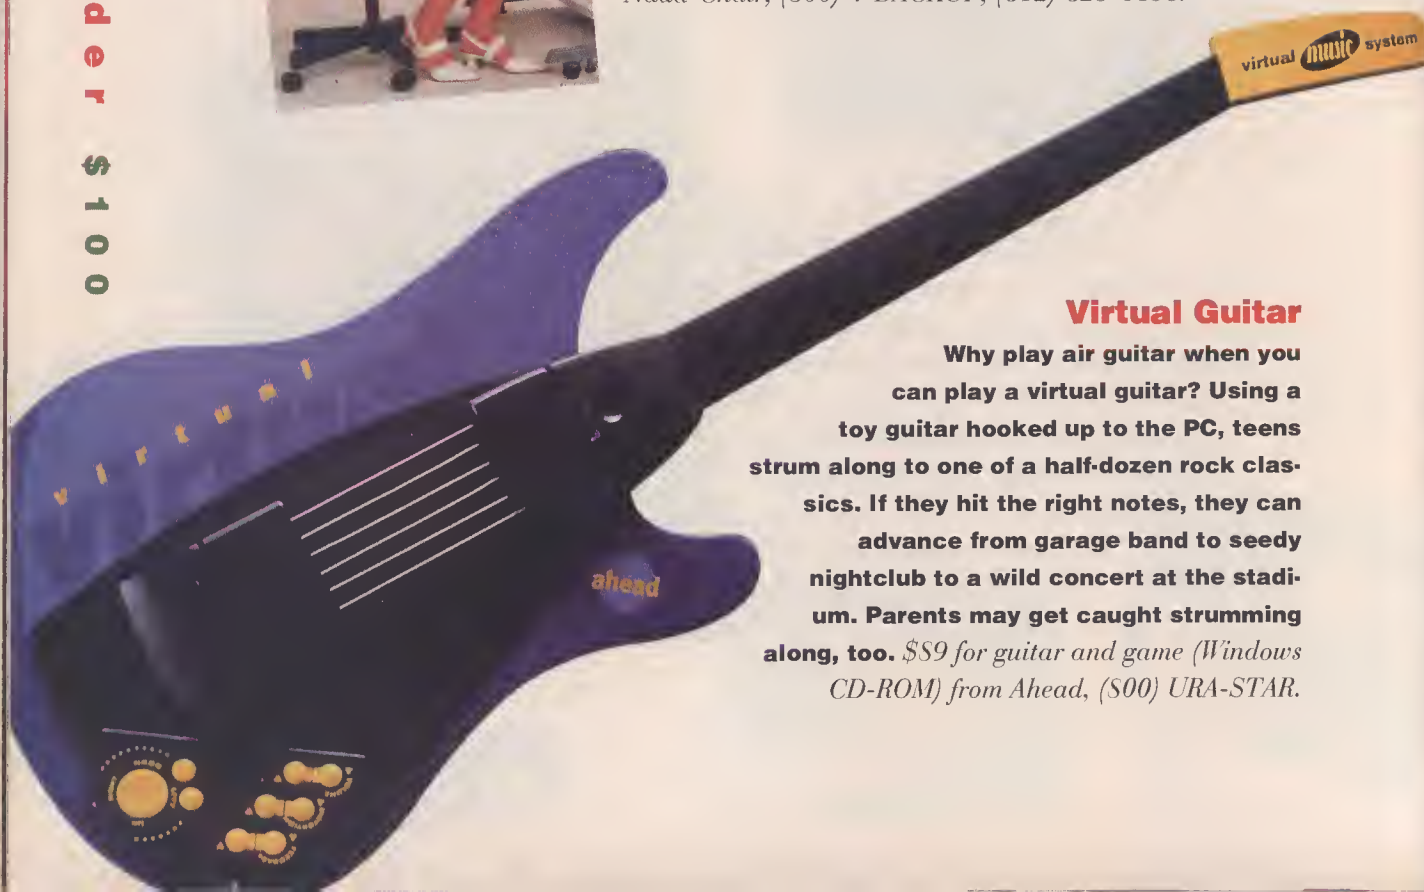 der $100
virtual music system
virtual
ahead
Virtual Guitar
Why play air guitar when you
can play a virtual guitar? Using a
toy guitar hooked up to the PC, teens
strum along to one of a half-dozen rock clas-
sics. If they hit the right notes, they can
advance from garage band to seedy
nightclub to a wild concert at the stadi-
um. Parents may get caught strumming
along, too. $89 for guitar and game (Windows
CD-ROM) from Ahead, (800) URA-STAR.